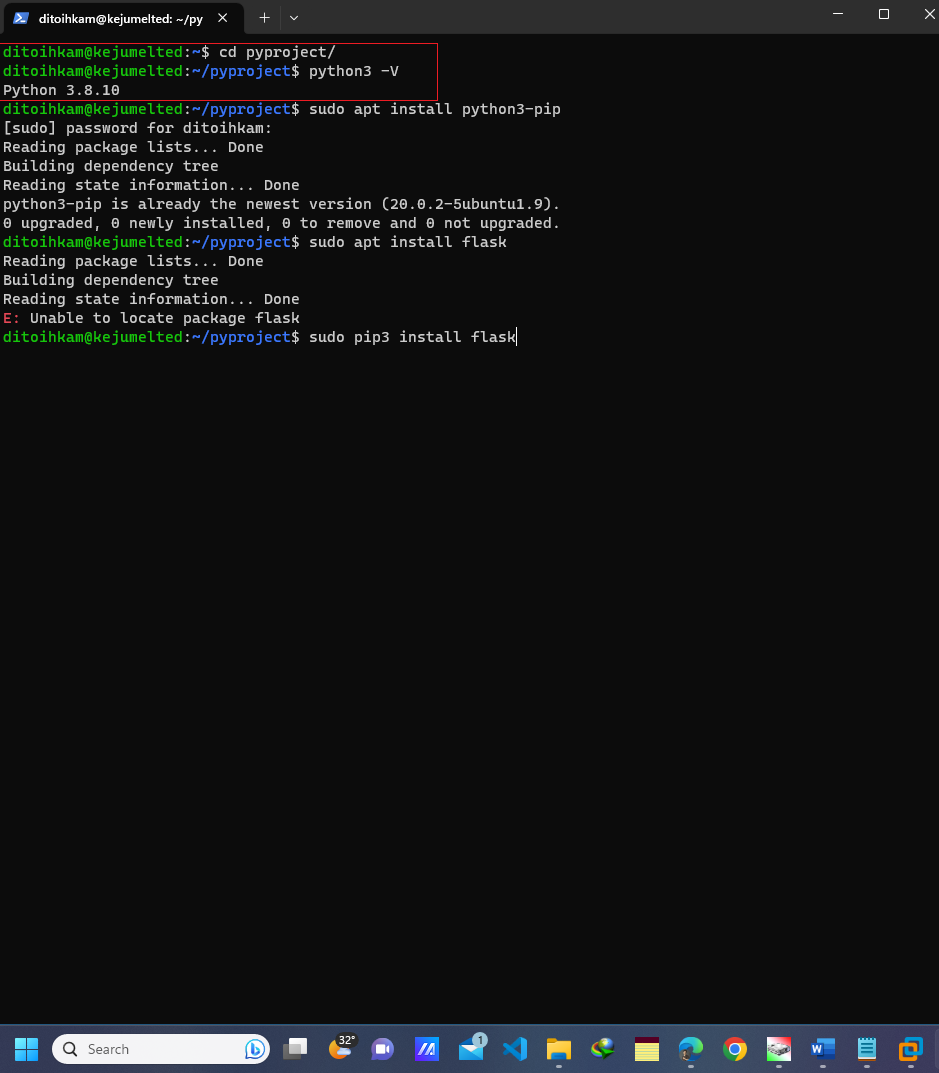 ditoihkam@kejumelted: ~/py
ditoihkam@kejumelted:~$ cd pyproject/
ditoihkam@kejumelted:~/pyproject$ python3 -V
Python 3.8.10
ditoihkam@kejumelted:~/pyproject$ sudo apt install python3-pip
[sudo] password for ditoihkam:
Reading package lists... Done
Building dependency tree
Reading state information... Done
python3-pip is already the newest version (20.0.2-5ubuntu1.9).
0 upgraded, 0 newly installed, 0 to remove and 0 not upgraded.
ditoihkam@kejumelted:~/pyproject$ sudo apt install flask
Reading package lists... Done
Building dependency tree
Reading state information... Done
E: Unable to locate package flask
ditoihkam@kejumelted:~/pyproject$ sudo pip3 install flask
Search
32°
1